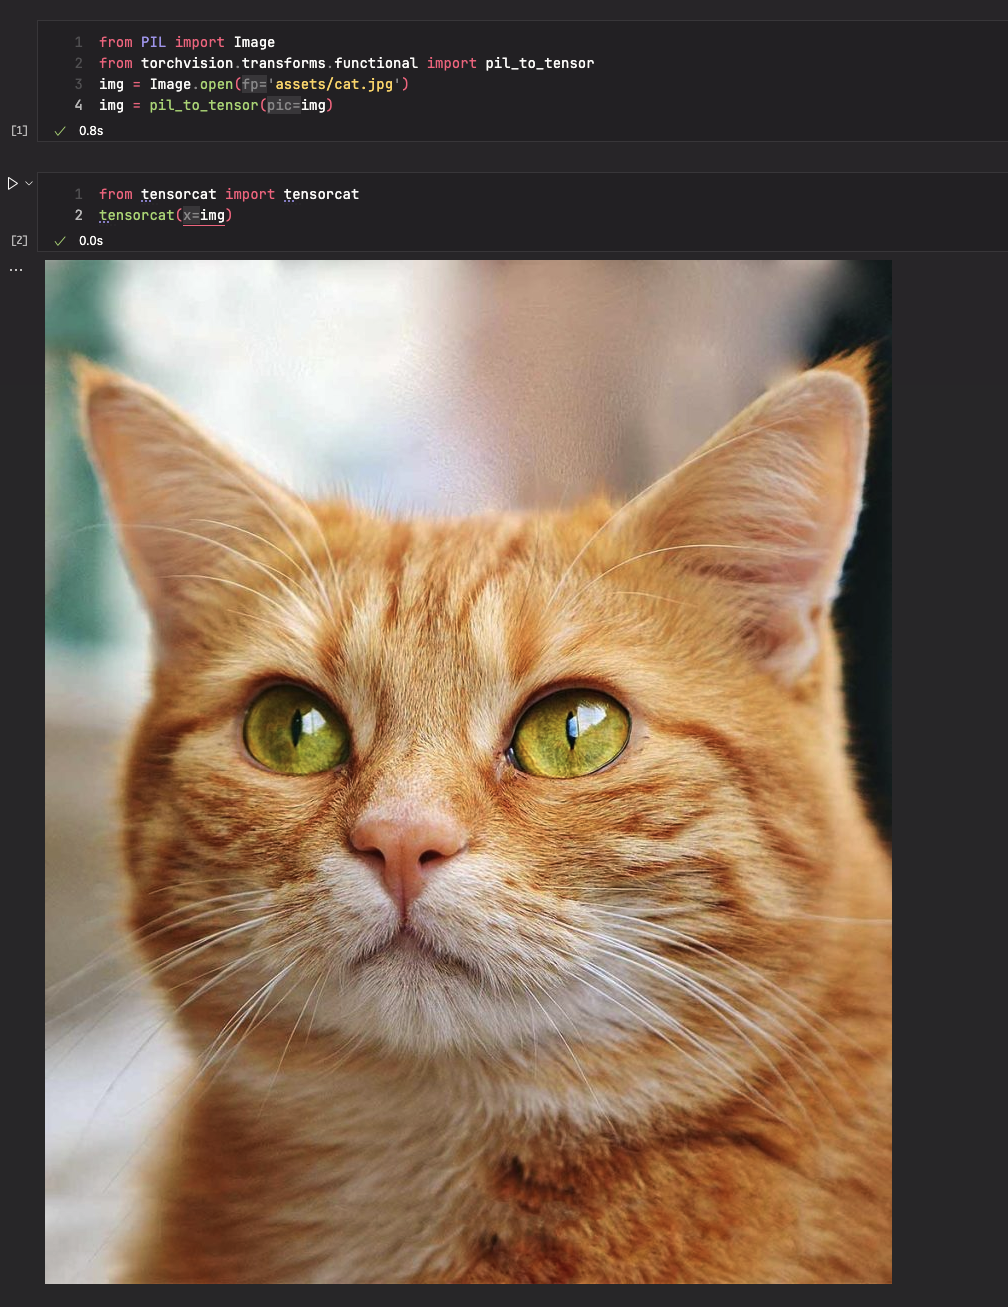 1 from PIL import Image
2 from torchvision.transforms.functional import pil_to_tensor
3 img = Image.open(fp='assets/cat.jpg')
4 img = pil_to_tensor(pic=img)
[1] ✓ 0.8s
1 from tensorcat import tensorcat
2 tensorcat(x=img)
[2] ✓ 0.0s
...